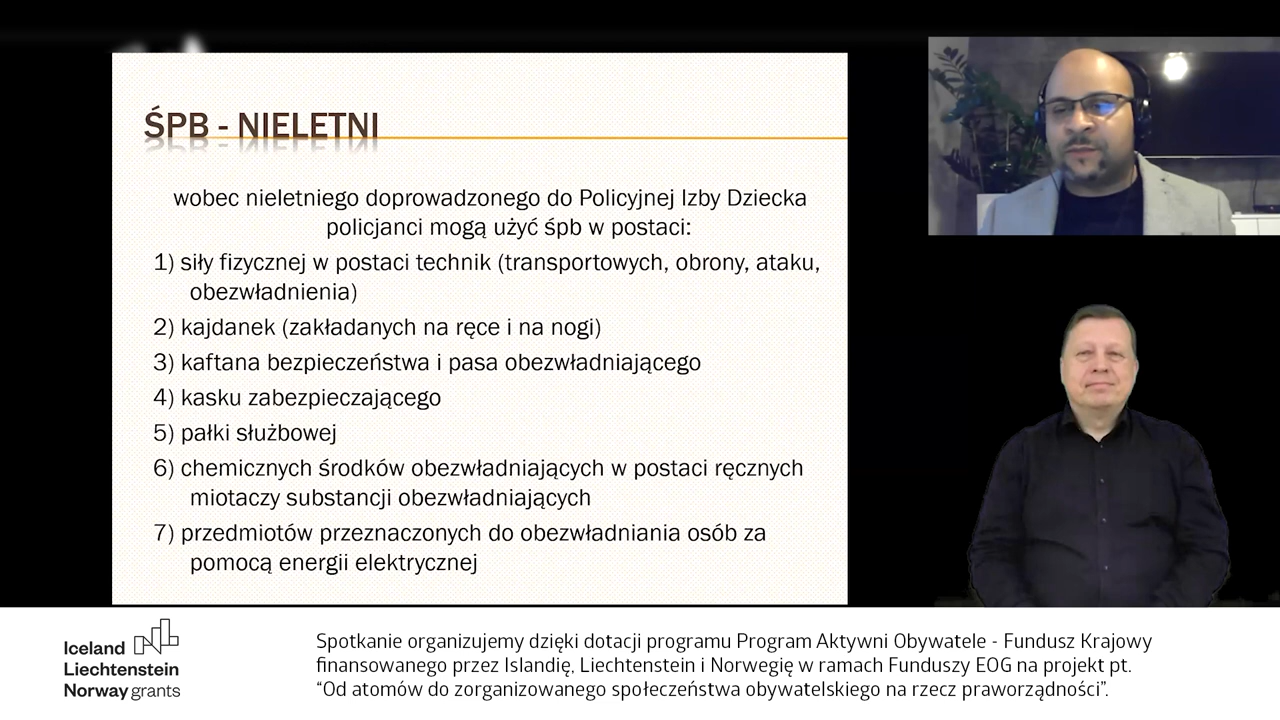 ŚPB - NIELETNI
wobec nieletniego doprowadzonego do Policyjnej Izby Dziecka
policjanci mogą użyć śpb w postaci:
1) siły fizycznej w postaci technik (transportowych, obrony, ataku,
obezwładnienia)
2) kajdanek (zakładanych na ręce i na nogi)
3) kaftana bezpieczeństwa i pasa obezwładniającego
4) kasku zabezpieczającego
5) pałki służbowej
6) chemicznych środków obezwładniających w postaci ręcznych
miotaczy substancji obezwładniających
7) przedmiotów przeznaczonych do obezwładniania osób za
pomocą energii elektrycznej
Iceland
Liechtenstein
Norway grants
Spotkanie organizujemy dzięki dotacji programu Program Aktywni Obywatele - Fundusz Krajowy
finansowanego przez Islandię, Liechtenstein i Norwegię w ramach Funduszy EOG na projekt pt.
“Od atomów do zorganizowanego społeczeństwa obywatelskiego na rzecz praworządności”.